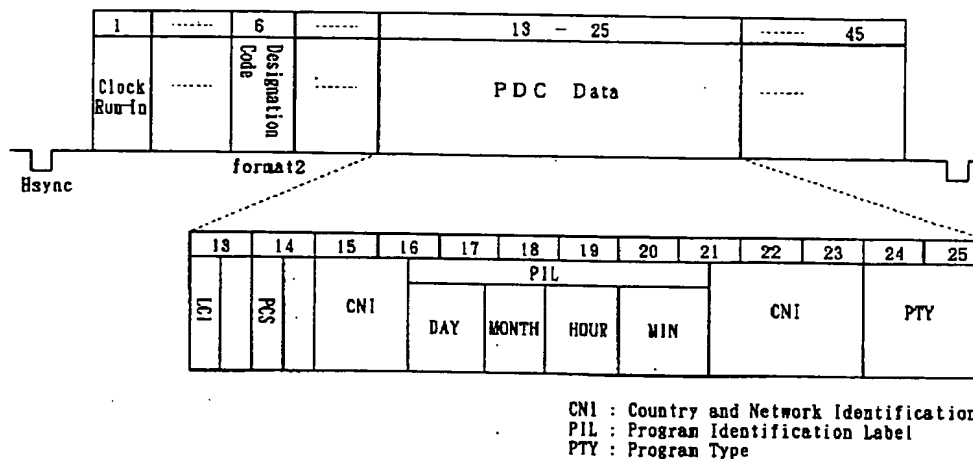 1 ------ 6 ------ 13 - 25 ------ 45
Clock Run-In ------ Designation Code ------ PDC Data ------
Hsync
format2
13 14 15 16 17 18 19 20 21 22 23 24 25
PIL
LCI PCS CNI DAY MONTH HOUR MIN CNI PTY
CNI : Country and Network Identification
PIL : Program Identification Label
PTY : Program Type